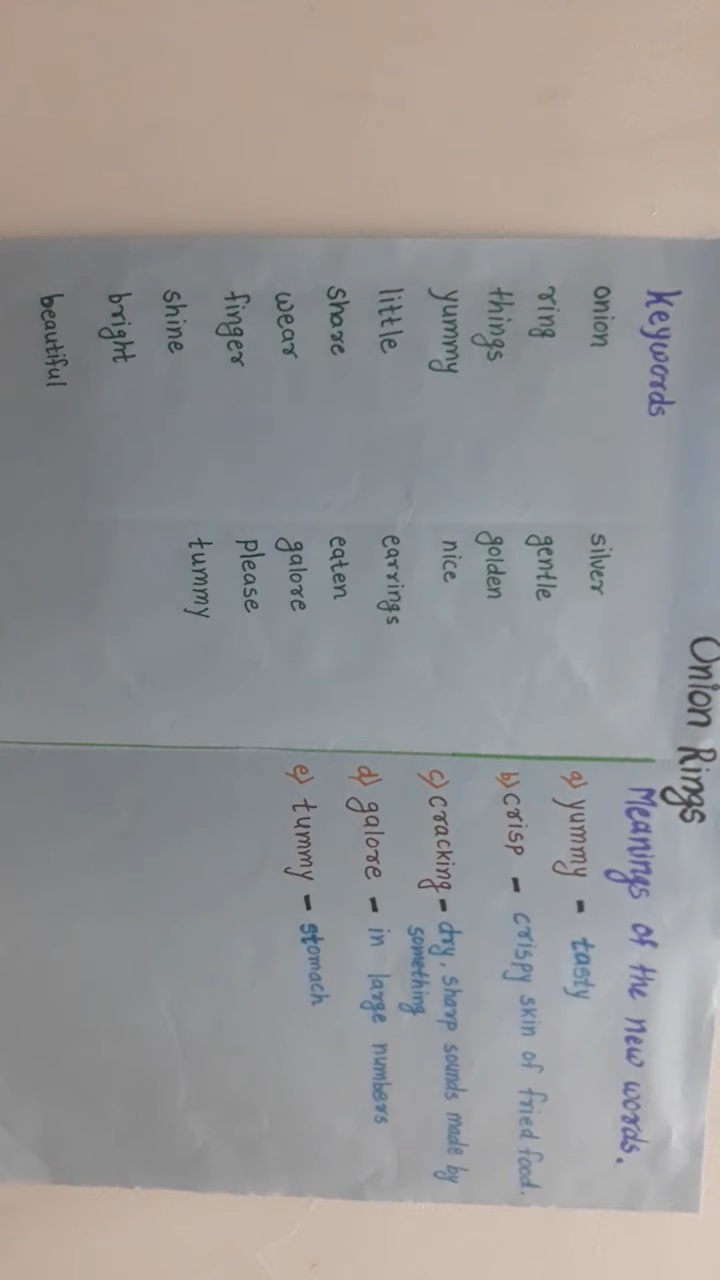 Onion Rings
keywords
onion
ring
things
yummy
little
share
wear
finger
shine
bright
beautiful
silver
gentle
golden
nice
earrings
eaten
galore
please
tummy
Meanings of the new words.
a) yummy - tasty
b) crisp - crispy skin of fried food.
c) cracking - dry, sharp sounds made by
something
d) galore - in large numbers
e) tummy - stomach